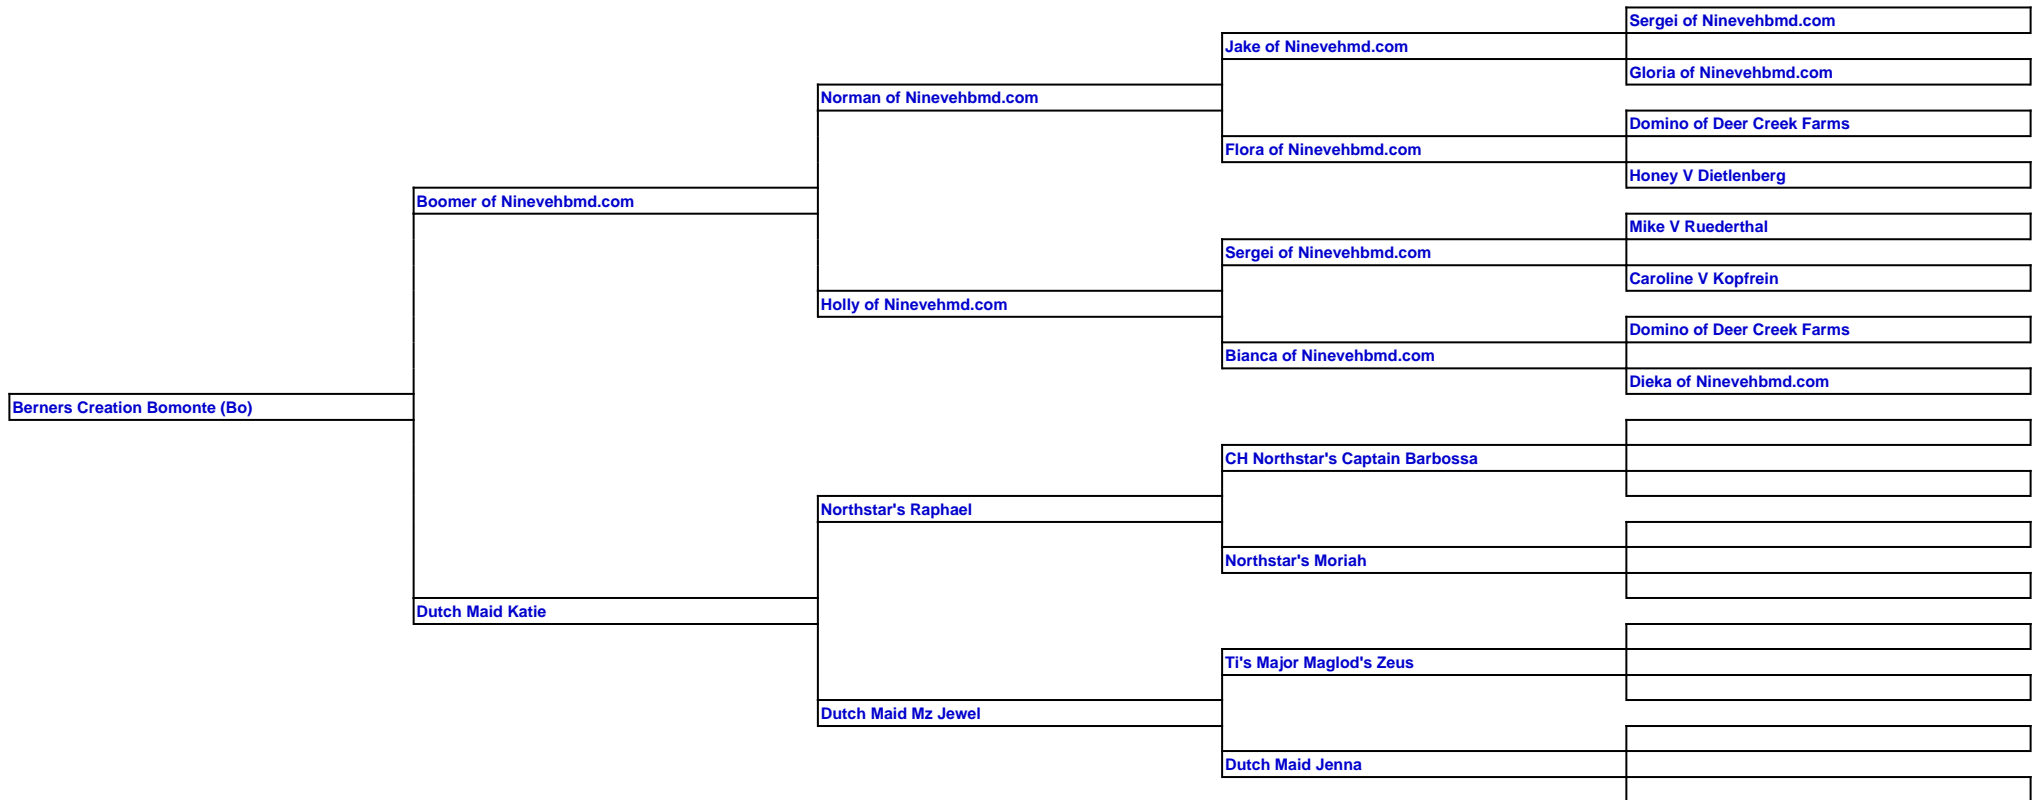 Sergei of Ninevehbmd.com
Jake of Ninevehmd.com
Gloria of Ninevehbmd.com
Norman of Ninevehbmd.com
Domino of Deer Creek Farms
Flora of Ninevehbmd.com
Honey V Dietlenberg
Boomer of Ninevehbmd.com
Mike V Ruederthal
Sergei of Ninevehbmd.com
Caroline V Kopfrein
Holly of Ninevehmd.com
Domino of Deer Creek Farms
Bianca of Ninevehbmd.com
Dieka of Ninevehbmd.com
Berners Creation Bomonte (Bo)
CH Northstar's Captain Barbossa
Northstar's Raphael
Northstar's Moriah
Dutch Maid Katie
Ti's Major Maglod's Zeus
Dutch Maid Mz Jewel
Dutch Maid Jenna